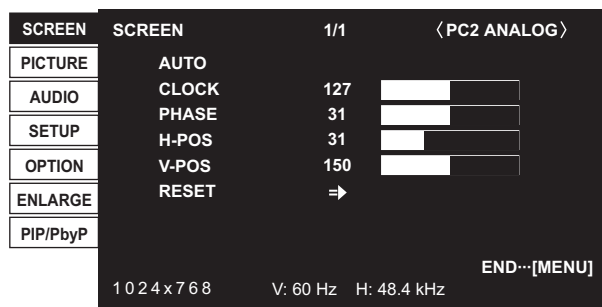 SCREEN
PICTURE
AUDIO
SETUP
OPTION
ENLARGE
PIP/PbyP
SCREEN 1/1 〈PC2 ANALOG〉
AUTO
CLOCK 127
PHASE 31
H-POS 31
V-POS 150
RESET ⇒
END···[MENU]
1024x768 V: 60 Hz H: 48.4 kHz